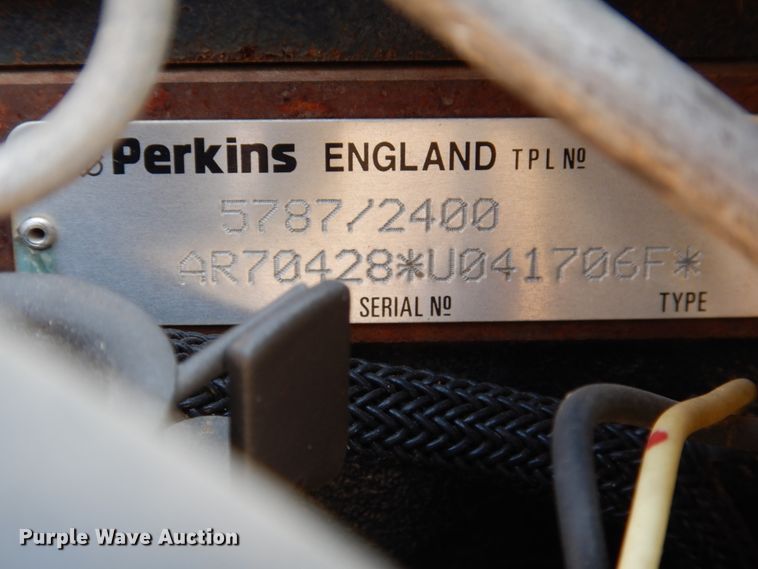 Perkins ENGLAND TPL Nº
5787/2400
AR70428*U041706F*
SERIAL Nº TYPE
Purple Wave Auction